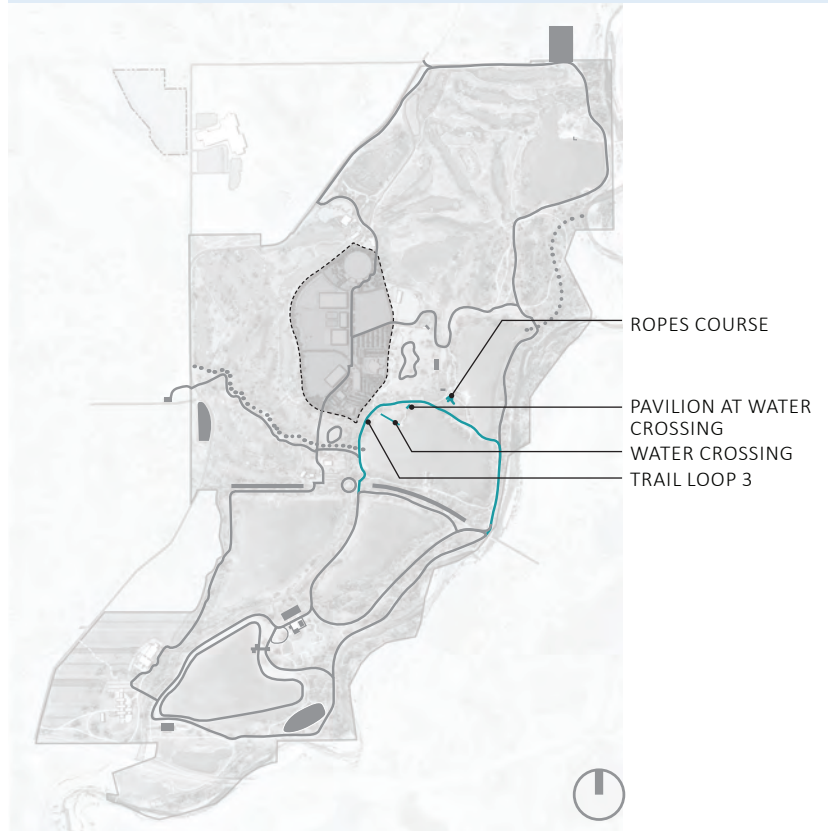 ROPES COURSE
PAVILION AT WATER
CROSSING
WATER CROSSING
TRAIL LOOP 3